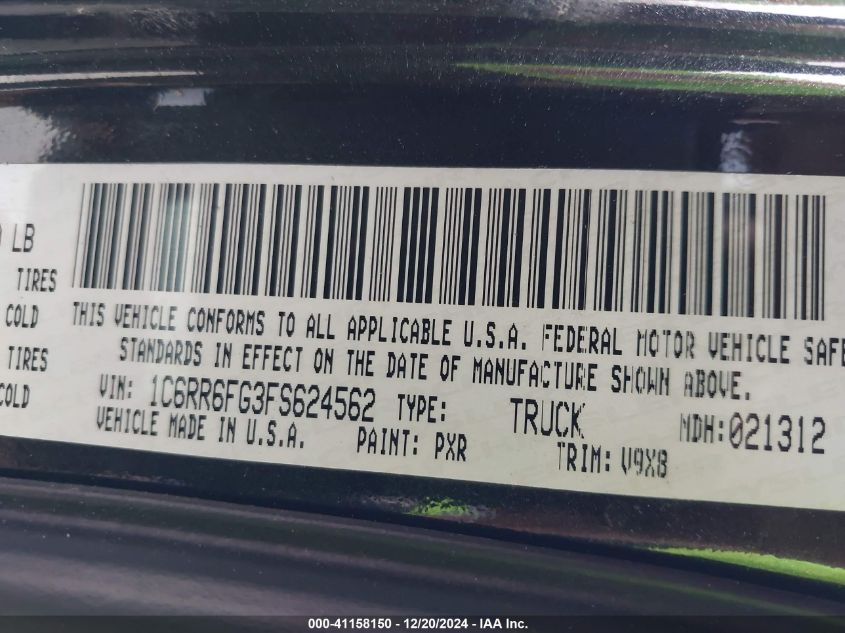 LB
TIRES
COLD
TIRES
COLD
THIS VEHICLE CONFORMS TO ALL APPLICABLE U.S.A. FEDERAL MOTOR VEHICLE SAFE
STANDARDS IN EFFECT ON THE DATE OF MANUFACTURE SHOWN ABOVE.
VIN: 1C6RR6FG3FS624562 TYPE: TRUCK MDH:021312
VEHICLE MADE IN U.S.A. PAINT: PXR TRIM: V9X8
000-41158150 - 12/20/2024 - IAA Inc.